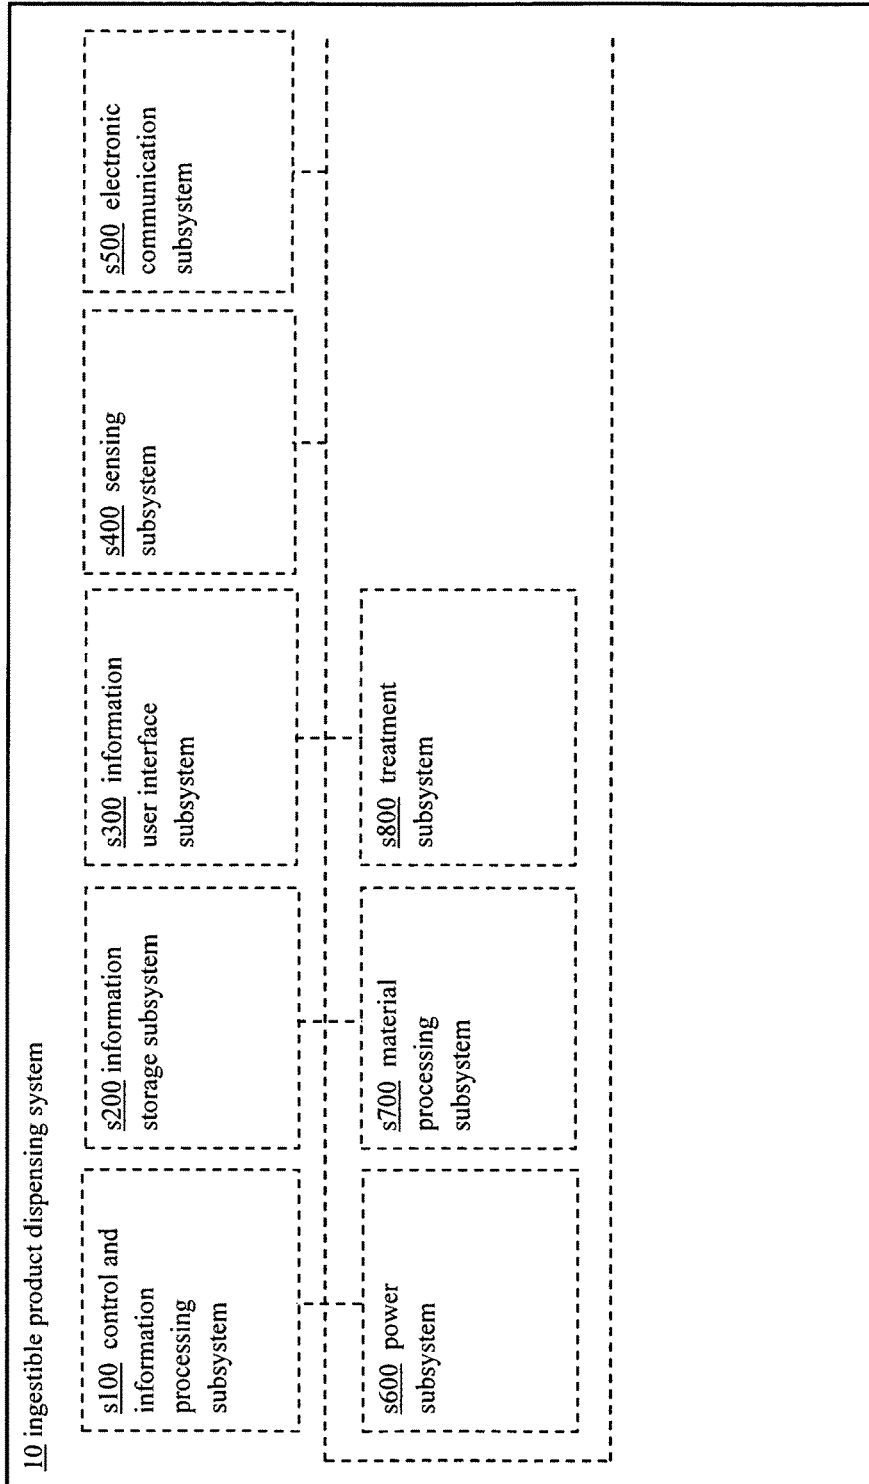 10 ingestible product dispensing system
s100 control and
information
processing
subsystem
s200 information
storage subsystem
s300 information
user interface
subsystem
s400 sensing
subsystem
s500 electronic
communication
subsystem
s600 power
subsystem
s700 material
processing
subsystem
s800 treatment
subsystem